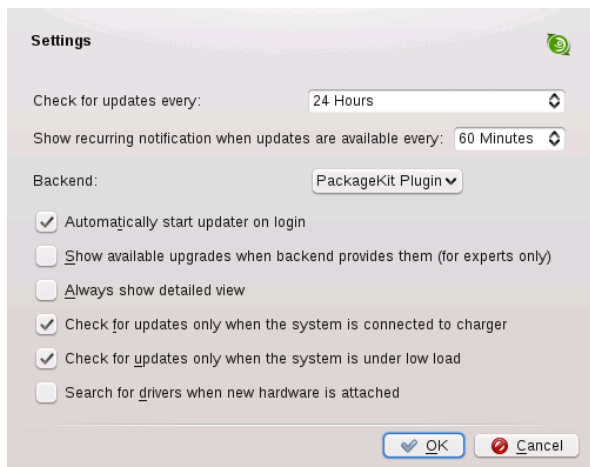 Settings
Check for updates every: 24 Hours
Show recurring notification when updates are available every: 60 Minutes
Backend: PackageKit Plugin
Automatically start updater on login
Show available upgrades when backend provides them (for experts only)
Always show detailed view
Check for updates only when the system is connected to charger
Check for updates only when the system is under low load
Search for drivers when new hardware is attached
OK Cancel